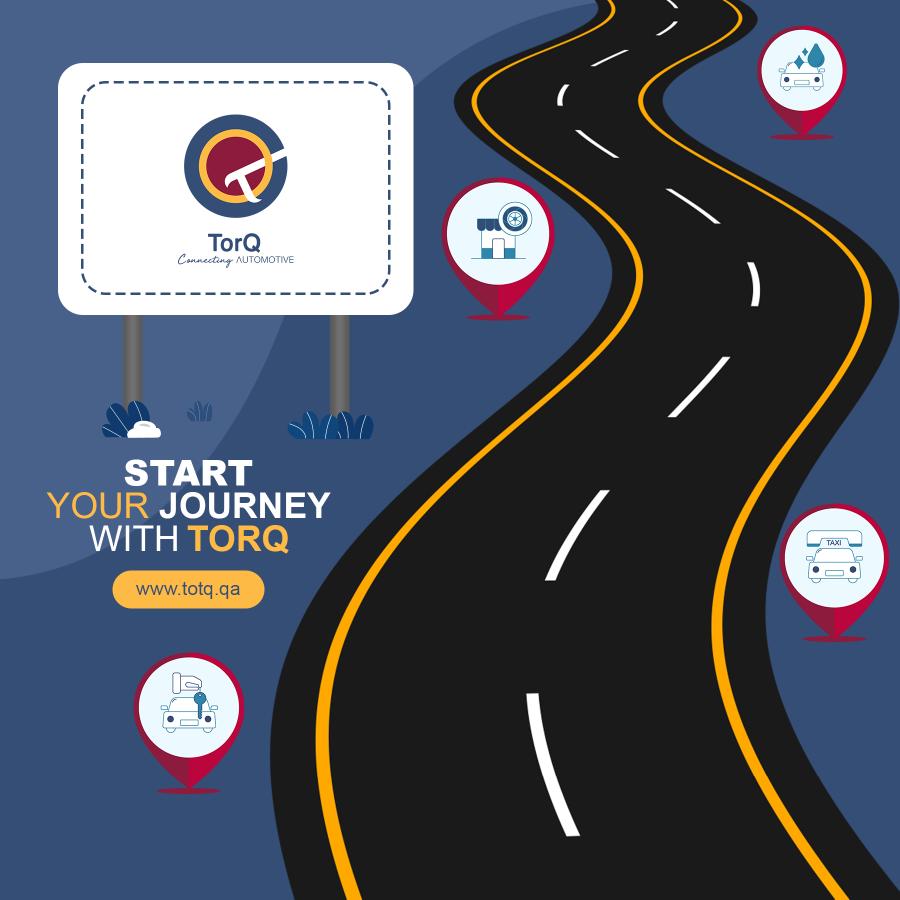 TorQ
Connecting AUTOMOTIVE
START
YOUR JOURNEY
WITH TORQ
www.totq.qa
TAXI